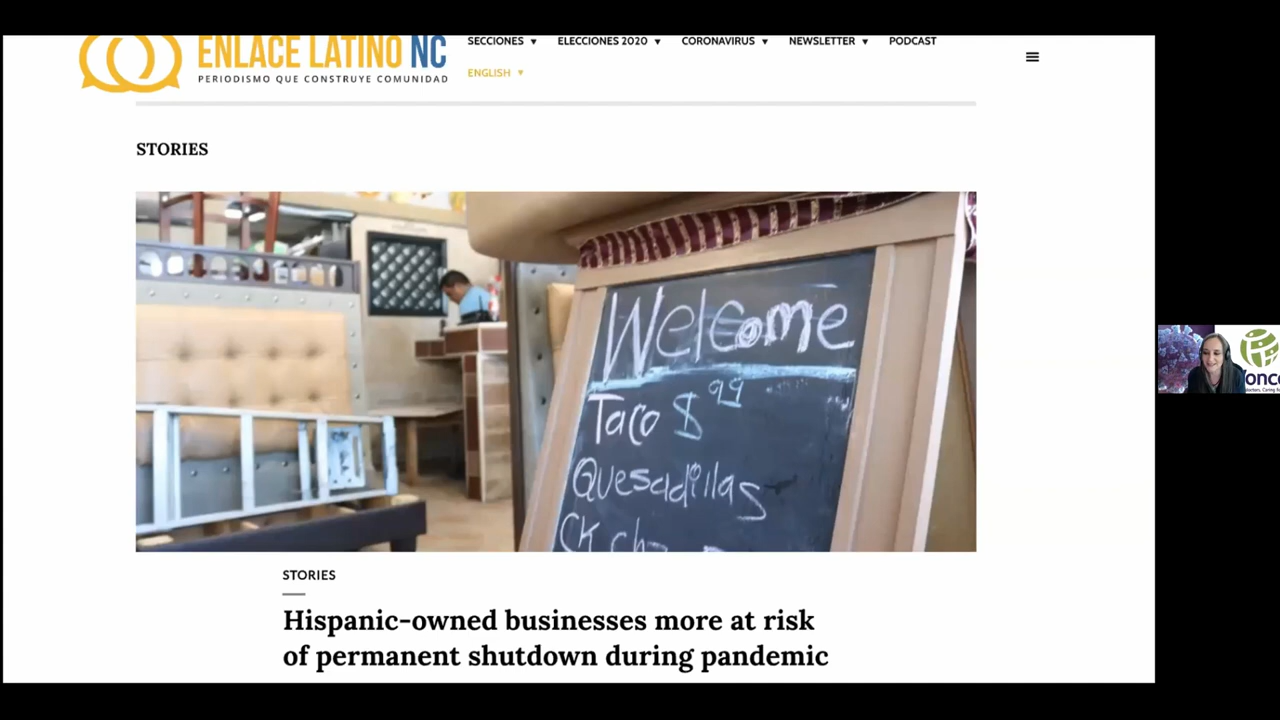 ENLACE LATINO NC
PERIODISMO QUE CONSTRUYE COMUNIDAD
SECCIONES ▼ ELECCIONES 2020 ▼ CORONAVIRUS ▼ NEWSLETTER ▼ PODCAST
ENGLISH ▼
STORIES
Welcome
Taco $ 99
Quesadillas
STORIES
Hispanic-owned businesses more at risk
of permanent shutdown during pandemic